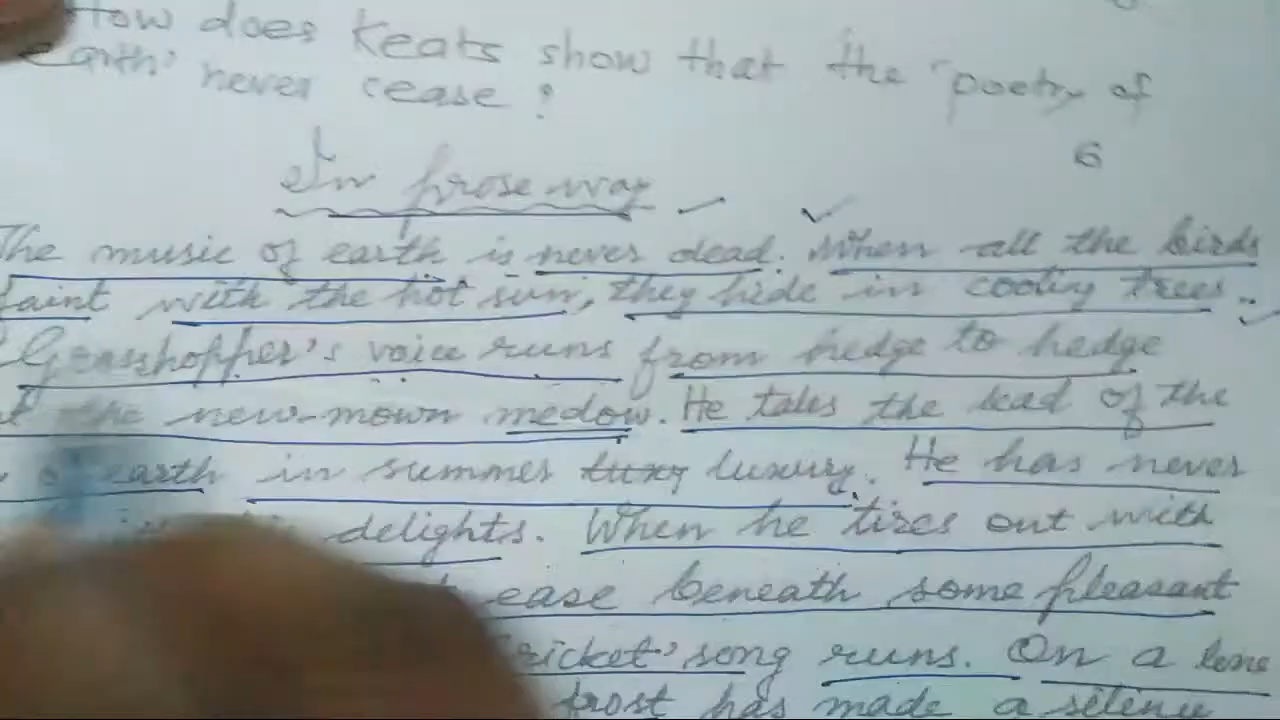 How does Keats show that the "poetry of
earth" never cease ?
6
In prose way
The music of earth is never dead. When all the birds
faint with the hot sun, they hide in cooling trees.
Grasshopper's voice runs from hedge to hedge
the new-mown medow. He takes the lead of the
of earth in summer luxury. He has never
delights. When he tires out with
ease beneath some pleasant
cricket's song runs. On a lone
frost has made a silence